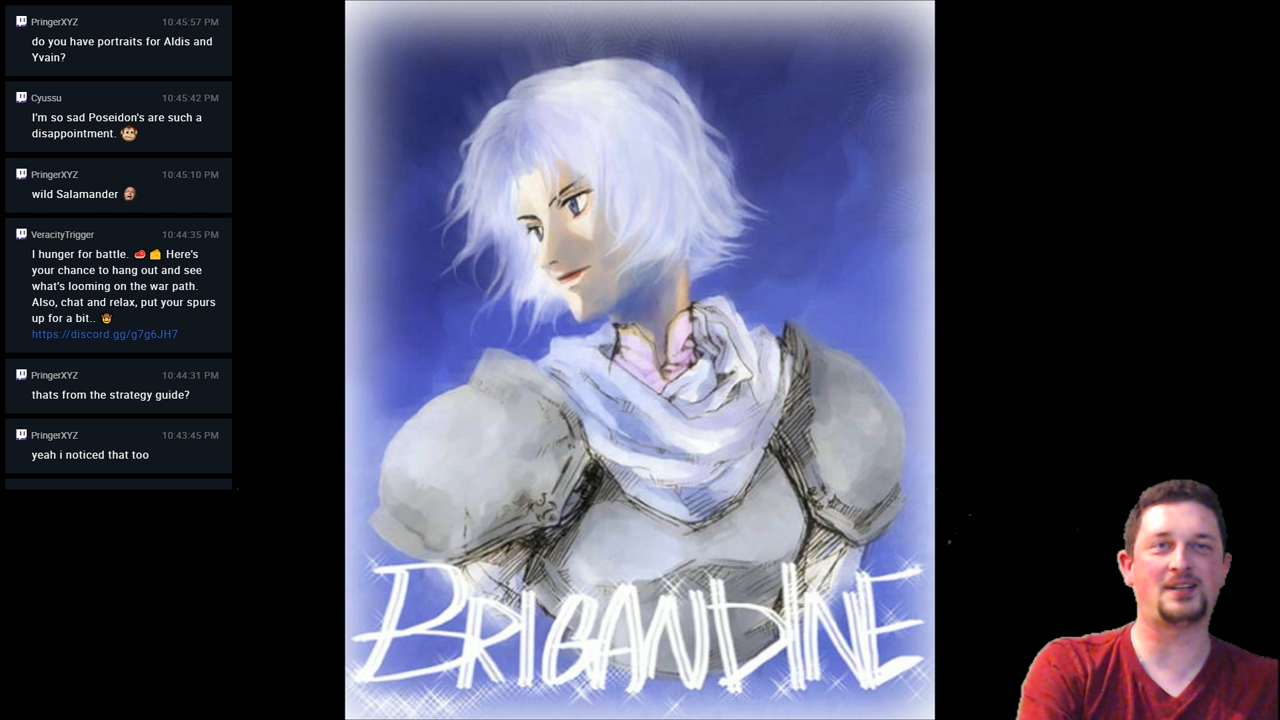 PringerXYZ 10:45:57 PM
do you have portraits for Aldis and
Yvain?
Cyussu 10:45:42 PM
I'm so sad Poseidon's are such a
disappointment.
PringerXYZ 10:45:10 PM
wild Salamander
VeracityTrigger 10:44:35 PM
I hunger for battle. Here's
your chance to hang out and see
what's looming on the war path.
Also, chat and relax, put your spurs
up for a bit..
https://discord.gg/g7g6JH7
PringerXYZ 10:44:31 PM
thats from the strategy guide?
PringerXYZ 10:43:45 PM
yeah i noticed that too
BRIGANDINE